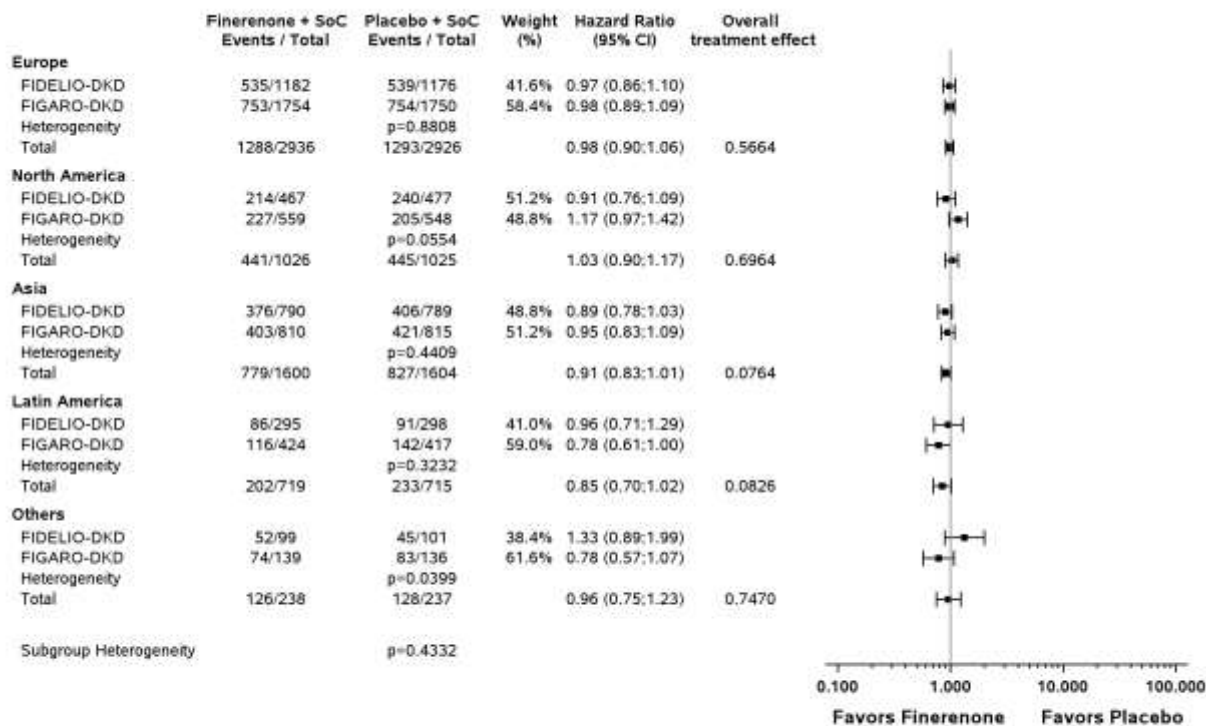 Finerenone + SoC Placebo + SoC Weight Hazard Ratio Overall
Events / Total Events / Total (%) (95% CI) treatment effect
Europe
FIDELIO-DKD 535/1182 539/1176 41.6% 0.97 (0.86;1.10)
FIGARO-DKD 753/1754 754/1750 58.4% 0.98 (0.89;1.09)
Heterogeneity p=0.8808
Total 1288/2936 1293/2926 0.98 (0.90;1.06) 0.5664
North America
FIDELIO-DKD 214/467 240/477 51.2% 0.91 (0.76;1.09)
FIGARO-DKD 227/559 205/548 48.8% 1.17 (0.97;1.42)
Heterogeneity p=0.0554
Total 441/1026 445/1025 1.03 (0.90;1.17) 0.6964
Asia
FIDELIO-DKD 376/790 406/789 48.8% 0.89 (0.78;1.03)
FIGARO-DKD 403/810 421/815 51.2% 0.95 (0.83;1.09)
Heterogeneity p=0.4409
Total 779/1600 827/1604 0.91 (0.83;1.01) 0.0764
Latin America
FIDELIO-DKD 86/295 91/298 41.0% 0.96 (0.71;1.29)
FIGARO-DKD 116/424 142/417 59.0% 0.78 (0.61;1.00)
Heterogeneity p=0.3232
Total 202/719 233/715 0.85 (0.70;1.02) 0.0826
Others
FIDELIO-DKD 52/99 45/101 38.4% 1.33 (0.89;1.99)
FIGARO-DKD 74/139 83/136 61.6% 0.78 (0.57;1.07)
Heterogeneity p=0.0399
Total 126/238 128/237 0.96 (0.75;1.23) 0.7470
Subgroup Heterogeneity p=0.4332
0.100 1.000 10.000 100.000
Favors Finerenone Favors Placebo